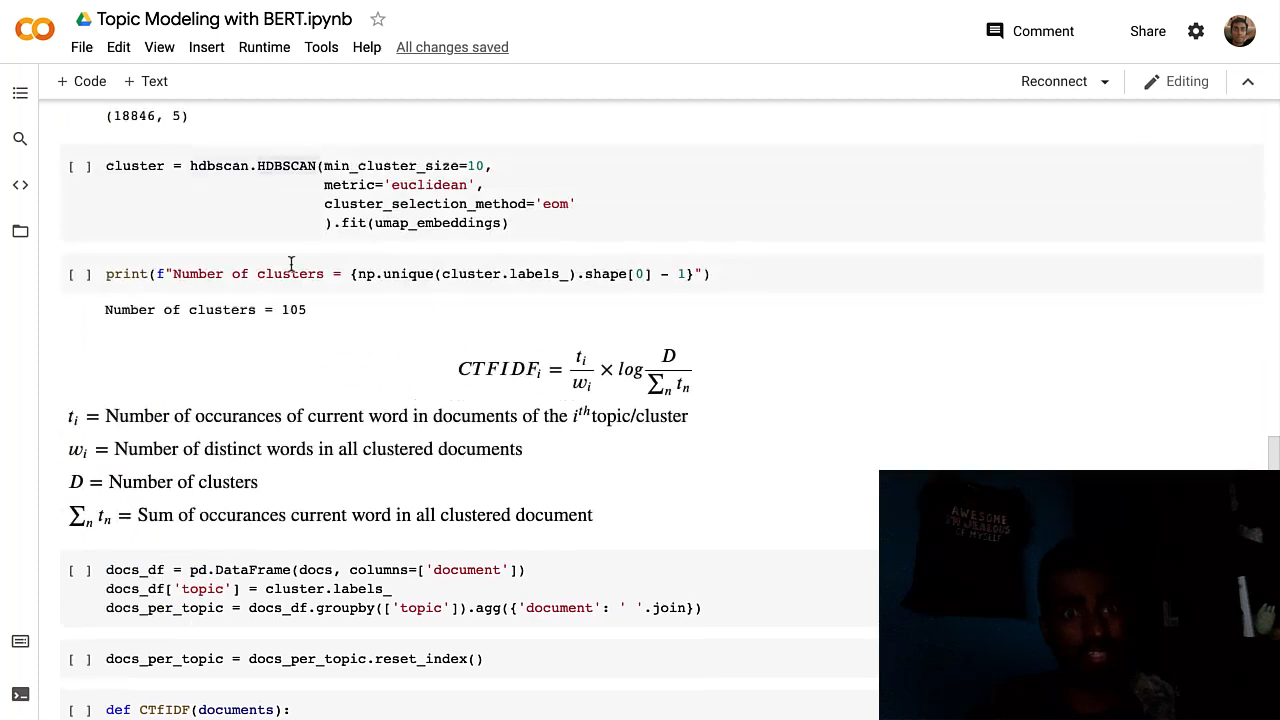 Topic Modeling with BERT.ipynb
File Edit View Insert Runtime Tools Help All changes saved
Comment Share
+ Code + Text
Reconnect Editing
(18846, 5)
[ ] cluster = hdbscan.HDBSCAN(min_cluster_size=10,
metric='euclidean',
cluster_selection_method='eom'
).fit(umap_embeddings)
[ ] print(f"Number of clusters = {np.unique(cluster.labels_).shape[0] - 1}")
Number of clusters = 105
CTFIDF_i = t_i / w_i × log D / ∑_n t_n
t_i = Number of occurances of current word in documents of the i^th topic/cluster
w_i = Number of distinct words in all clustered documents
D = Number of clusters
∑_n t_n = Sum of occurances current word in all clustered document
[ ] docs_df = pd.DataFrame(docs, columns=['document'])
docs_df['topic'] = cluster.labels_
docs_per_topic = docs_df.groupby(['topic']).agg({'document': ' '.join})
[ ] docs_per_topic = docs_per_topic.reset_index()
[ ] def CTfIDF(documents):
AWESOME
I'M JEALOUS
OF MYSELF